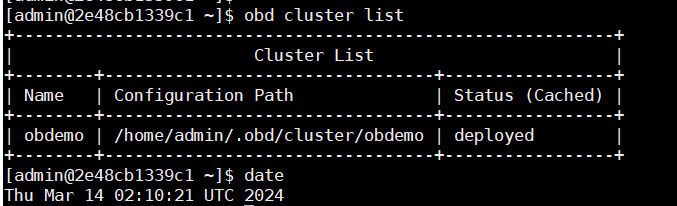 [admin@2e48cb1339c1 ~]$ obd cluster list
+-------------------------------------------------------------+
|                        Cluster List                         |
+--------+---------------------------------+-----------------+
| Name   | Configuration Path              | Status (Cached) |
+--------+---------------------------------+-----------------+
| obdemo | /home/admin/.obd/cluster/obdemo | deployed        |
+--------+---------------------------------+-----------------+
[admin@2e48cb1339c1 ~]$ date
Thu Mar 14 02:10:21 UTC 2024